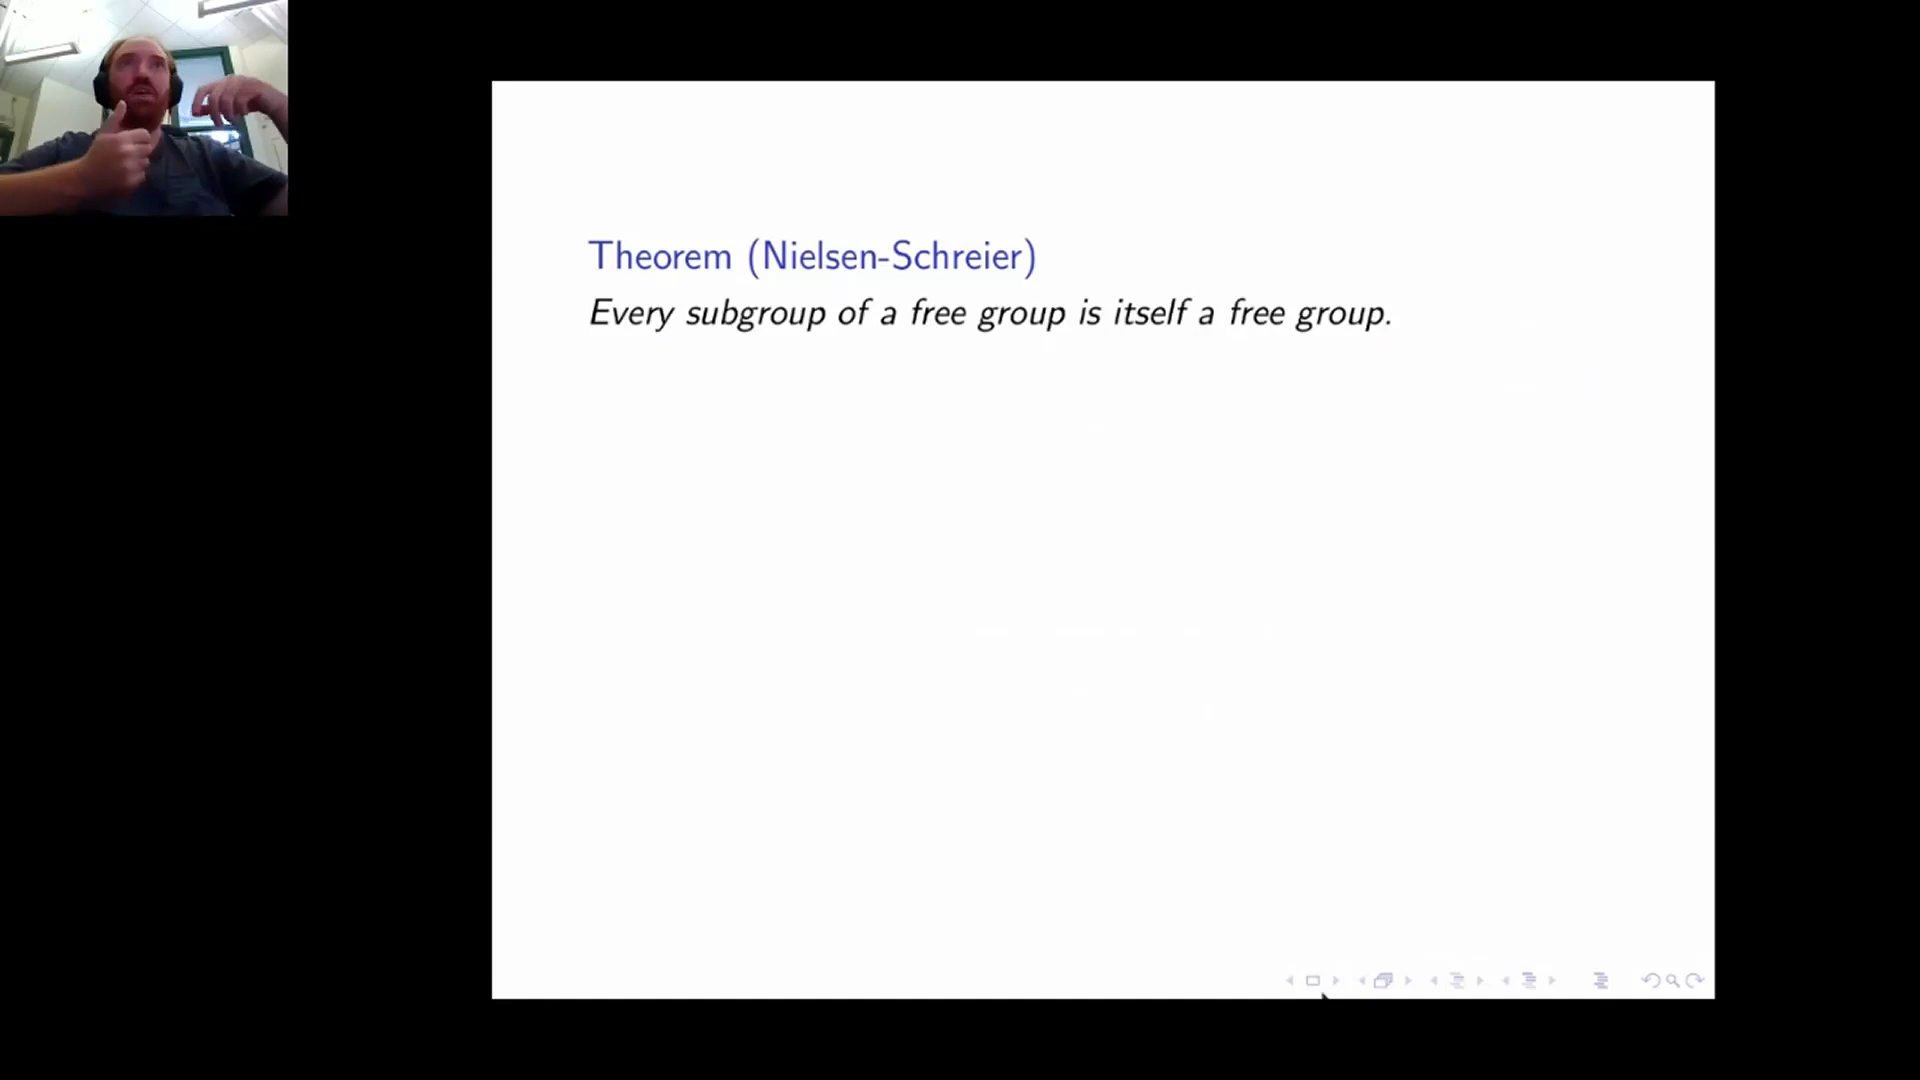 Theorem (Nielsen-Schreier)
Every subgroup of a free group is itself a free group.